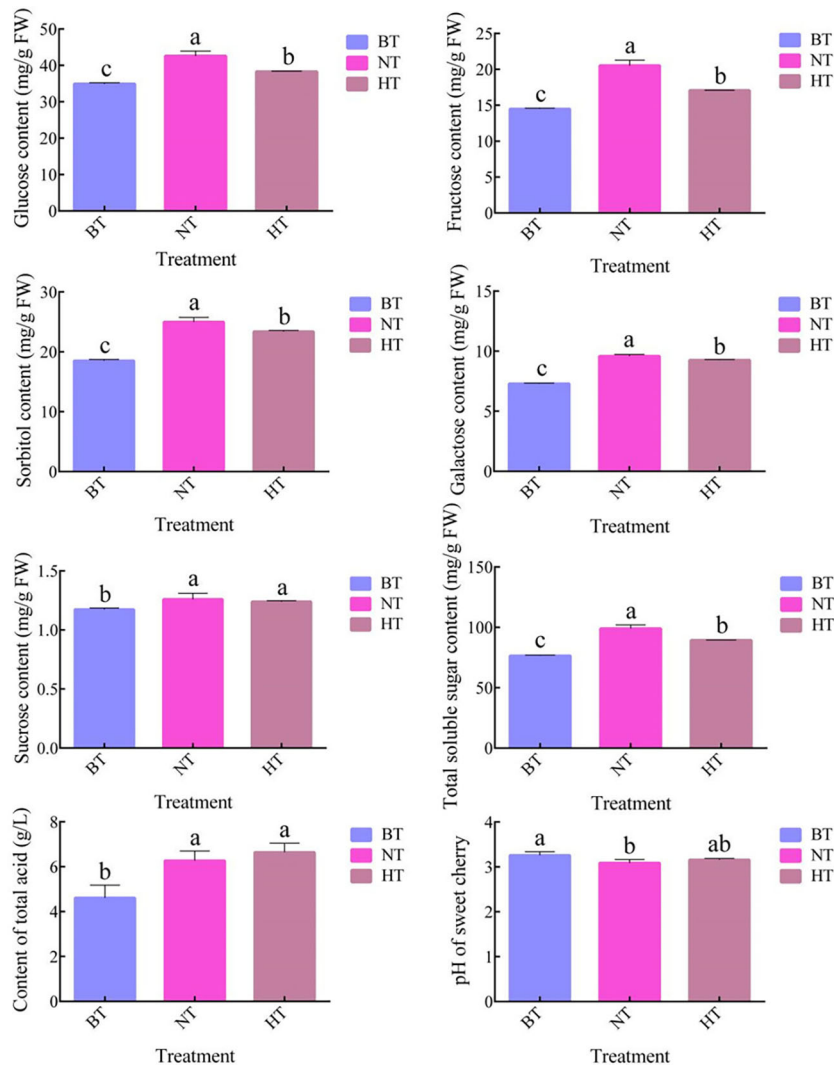 Glucose content (mg/g FW)
50
40
30
20
10
0
c
a
b
BT
NT
HT
Treatment
BT
NT
HT
Fructose content (mg/g FW)
25
20
15
10
5
0
c
a
b
BT
NT
HT
Treatment
BT
NT
HT
Sorbitol content (mg/g FW)
30
20
10
0
c
a
b
BT
NT
HT
Treatment
BT
NT
HT
Galactose content (mg/g FW)
15
10
5
0
c
a
b
BT
NT
HT
Treatment
BT
NT
HT
Sucrose content (mg/g FW)
1.5
1.0
0.5
0.0
b
a
a
BT
NT
HT
Treatment
BT
NT
HT
Total soluble sugar content (mg/g FW)
150
100
50
0
c
a
b
BT
NT
HT
Treatment
BT
NT
HT
Content of total acid (g/L)
8
6
4
2
0
b
a
a
BT
NT
HT
Treatment
BT
NT
HT
pH of sweet cherry
4
3
2
1
0
a
b
ab
BT
NT
HT
Treatment
BT
NT
HT